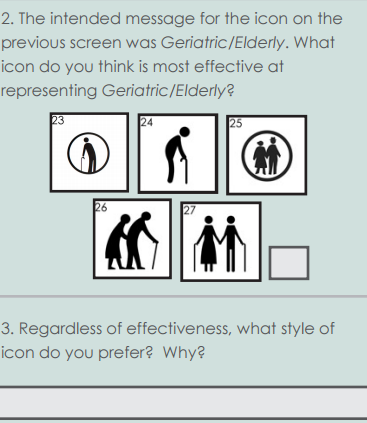 2. The intended message for the icon on the
previous screen was Geriatric/Elderly. What
icon do you think is most effective at
representing Geriatric/Elderly?
23
24
25
26
27
3. Regardless of effectiveness, what style of
icon do you prefer? Why?